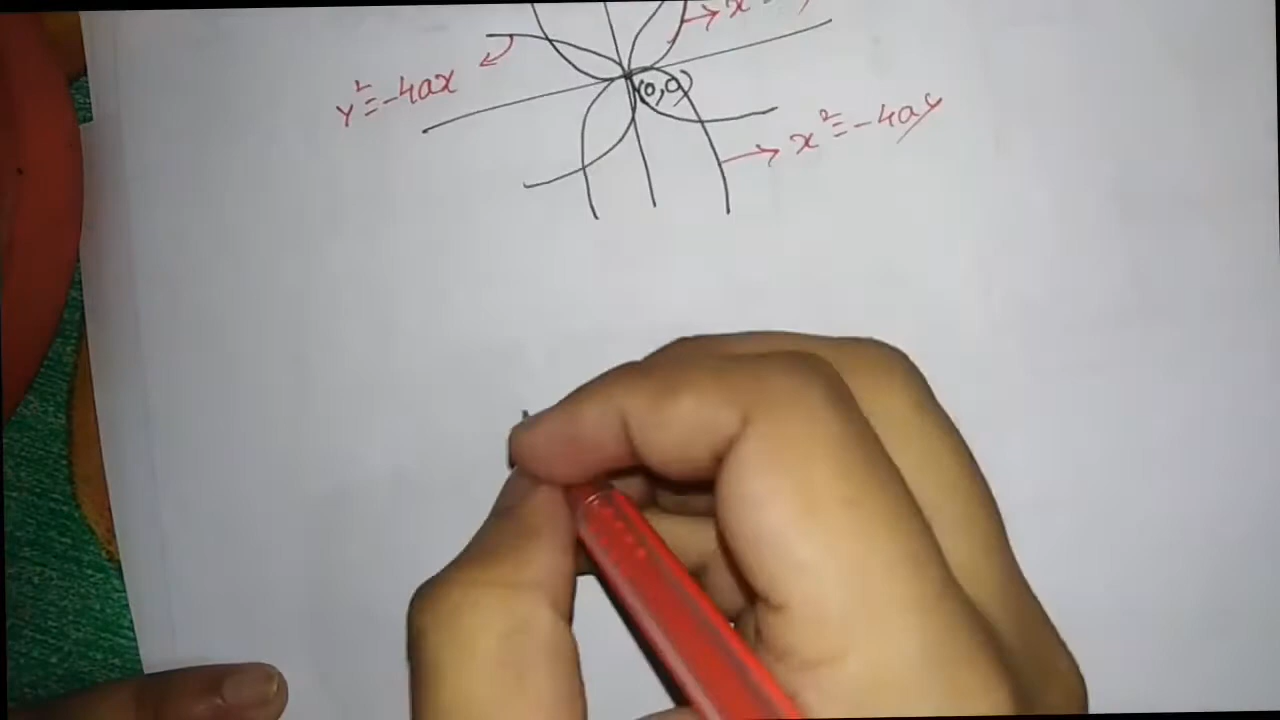 y² = -4ax
(0,0)
x² = -4ay